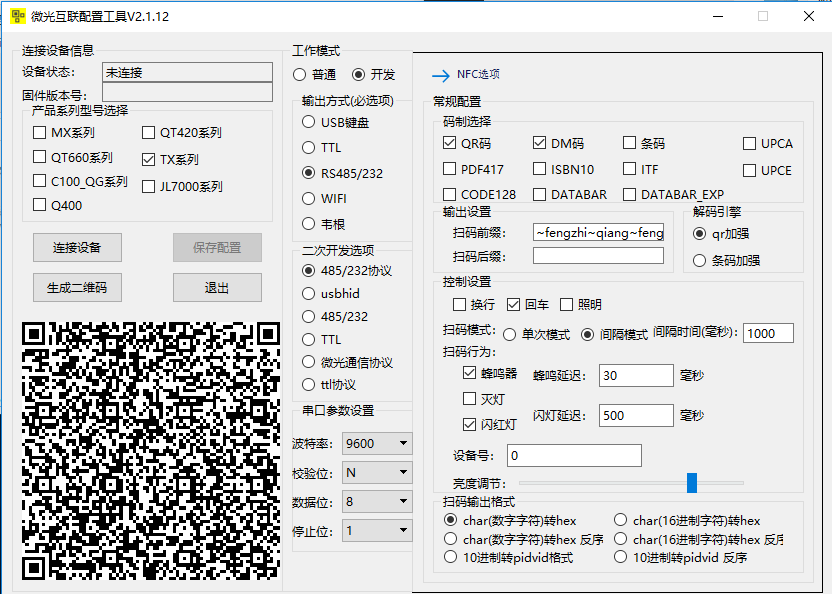 微光互联配置工具V2.1.12
连接设备信息
设备状态： 未连接
固件版本号：
产品系列型号选择
MX系列 QT420系列
QT660系列 TX系列
C100_QG系列 JL7000系列
Q400
连接设备 保存配置
生成二维码 退出
工作模式
普通 开发
输出方式(必选项)
USB键盘
TTL
RS485/232
WIFI
韦根
二次开发选项
485/232协议
usbhid
485/232
TTL
微光通信协议
ttl协议
串口参数设置
波特率： 9600
校验位： N
数据位： 8
停止位： 1
NFC选项
常规配置
码制选择
QR码 DM码 条码 UPCA
PDF417 ISBN10 ITF UPCE
CODE128 DATABAR DATABAR_EXP
输出设置
扫码前缀： ~fengzhi~qiang~feng
扫码后缀：
解码引擎
qr加强
条码加强
控制设置
换行 回车 照明
扫码模式： 单次模式 间隔模式 间隔时间(毫秒)： 1000
扫码行为：
蜂鸣器 蜂鸣延迟： 30 毫秒
灭灯
闪红灯 闪灯延迟： 500 毫秒
设备号： 0
亮度调节：
扫码输出格式
char(数字字符)转hex char(16进制字符)转hex
char(数字字符)转hex 反序 char(16进制字符)转hex 反序
10进制转pidvid格式 10进制转pidvid 反序